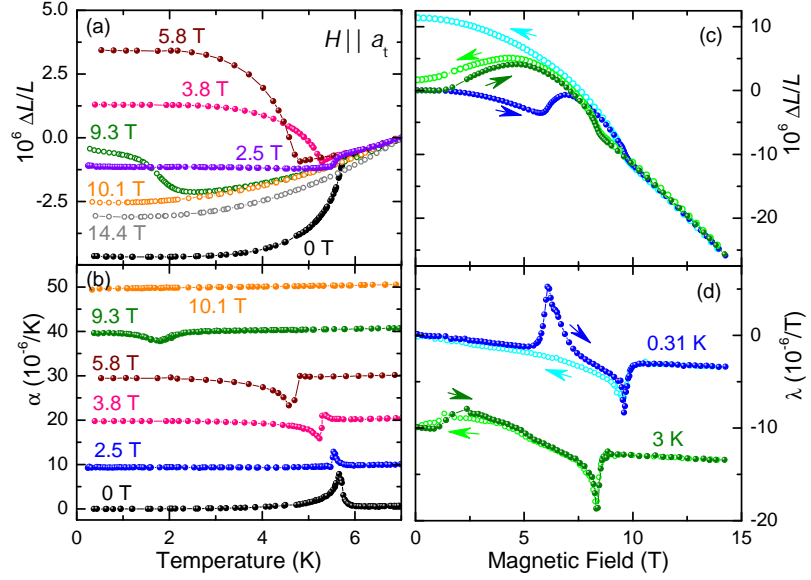 (a)
5.8 T
H|| a_t
3.8 T
9.3 T
2.5 T
10.1 T
14.4 T
0 T
5.0
2.5
0.0
-2.5
10^6 ΔL/L
(c)
10
0
-10
-20
10^6 ΔL/L
(b)
10.1 T
9.3 T
5.8 T
3.8 T
2.5 T
0 T
50
40
30
20
10
0
α (10^-6/K)
0 2 4 6
Temperature (K)
(d)
0.31 K
3 K
0
-10
-20
λ (10^-6/T)
0 5 10 15
Magnetic Field (T)